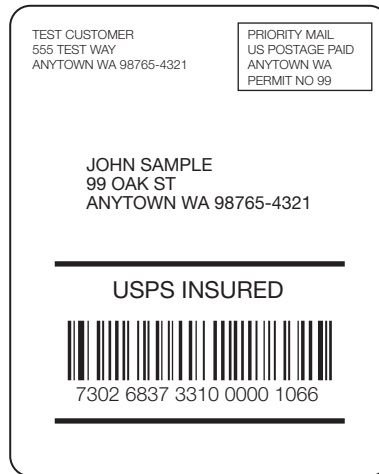 TEST CUSTOMER
555 TEST WAY
ANYTOWN WA 98765-4321
PRIORITY MAIL
US POSTAGE PAID
ANYTOWN WA
PERMIT NO 99
JOHN SAMPLE
99 OAK ST
ANYTOWN WA 98765-4321
USPS INSURED
7302 6837 3310 0000 1066